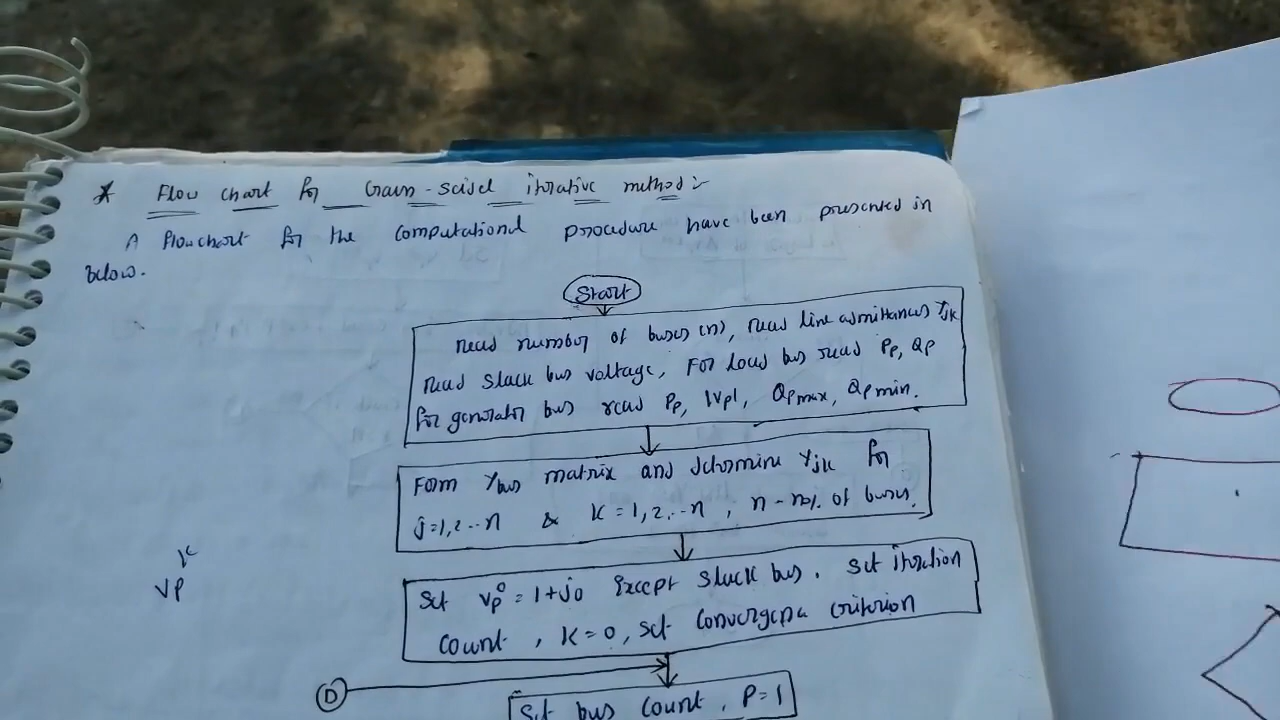 * Flow chart for Gauss-seisel iterative method:-
A flowchart for the computational procedure have been presented in
below.
Start
read number of buses (n), read line admittances Yjk
read slack bus voltage, For load bus read Pp, Qp
for generator bus read Pp, |Vp|, Qpmax, Qpmin.
Form Ybus matrix and determine Yjk for
j=1,2--n & K=1,2,--n, n-no/. of buses.
Set Vp⁰=1+j0 Except slack bus. Set iteration
count, K=0, set convergence criterion
Vp^K
D
Set bus count, P=1